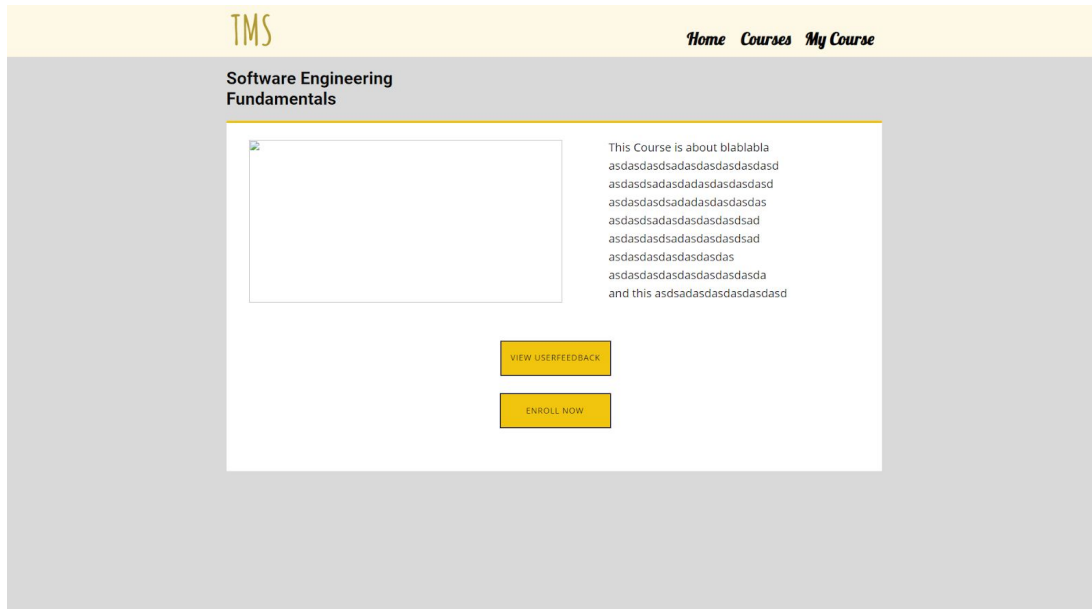 TMS
Home Courses My Course
Software Engineering
Fundamentals
This Course is about blablabla
asdasdasdsadasdasdasdasdasd
asdasdsadasdadasdasdasdasd
asdasdasdsadadasdasdasdas
asdasdsadasdasdasdasdsad
asdasdasdsadasdasdasdsad
asdasdasdasdasdasdas
asdasdasdasdasdasdasdasda
and this asdsadasdasdasdasdasd
VIEW USERFEEDBACK
ENROLL NOW